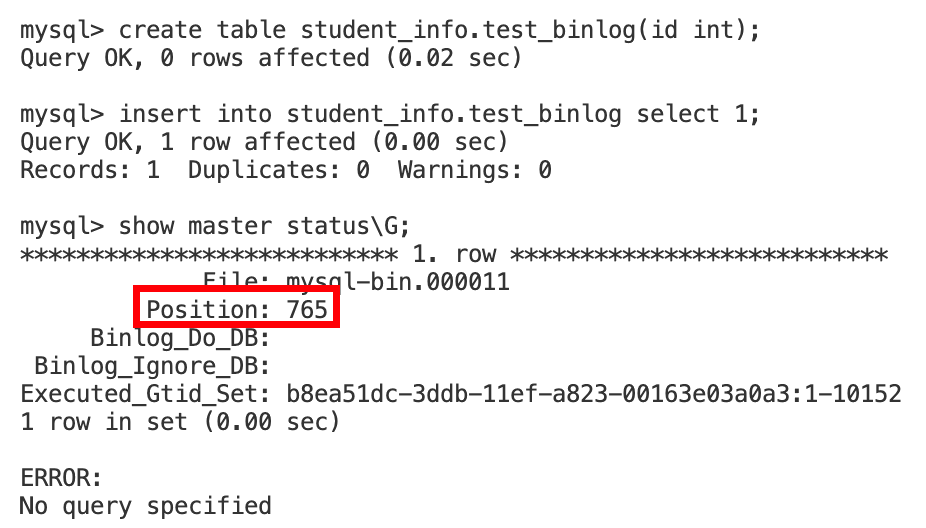 mysql> create table student_info.test_binlog(id int);
Query OK, 0 rows affected (0.02 sec)
mysql> insert into student_info.test_binlog select 1;
Query OK, 1 row affected (0.00 sec)
Records: 1  Duplicates: 0  Warnings: 0
mysql> show master status\G;
*************************** 1. row ***************************
File: mysql-bin.000011
Position: 765
Binlog_Do_DB:
Binlog_Ignore_DB:
Executed_Gtid_Set: b8ea51dc-3ddb-11ef-a823-00163e03a0a3:1-10152
1 row in set (0.00 sec)
ERROR:
No query specified